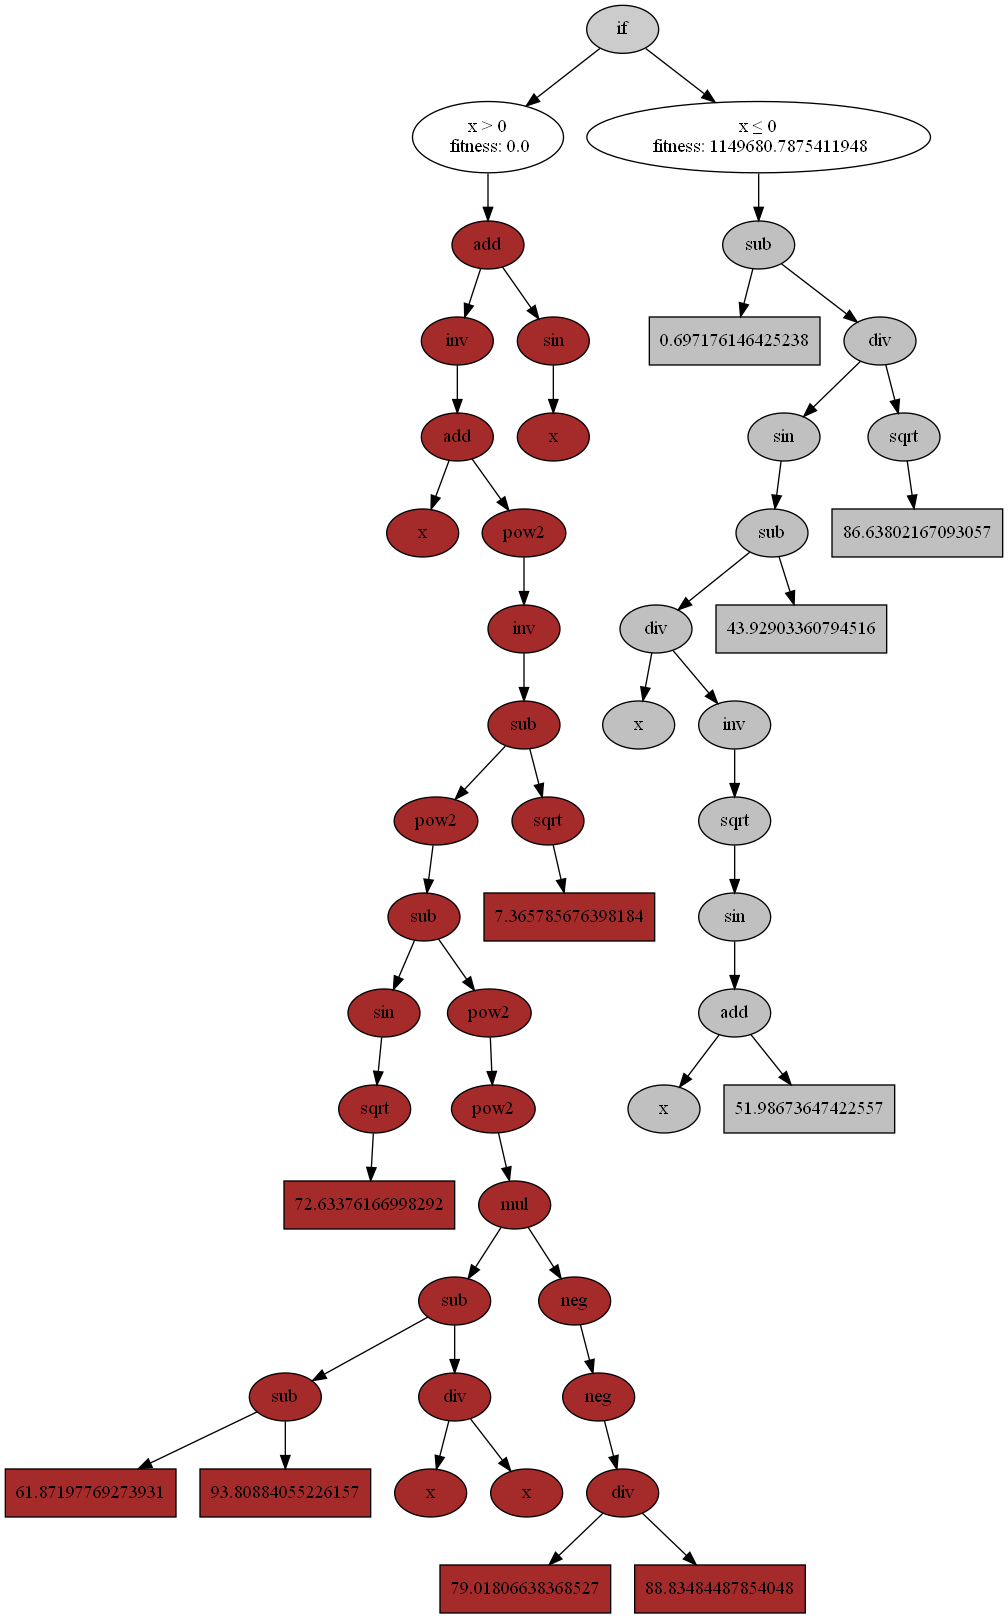 if
x > 0
fitness: 0.0
x ≤ 0
fitness: 1149680.7875411948
add
sub
inv
sin
0.697176146425238
div
add
x
sin
sqrt
x
pow2
sub
86.63802167093057
inv
div
43.92903360794516
sub
x
inv
pow2
sqrt
sqrt
sub
7.365785676398184
sin
sin
pow2
add
sqrt
pow2
x
51.98673647422557
72.63376166998292
mul
sub
neg
sub
div
neg
61.87197769273931
93.80884055226157
x
x
div
79.01806638368527
88.83484487854048